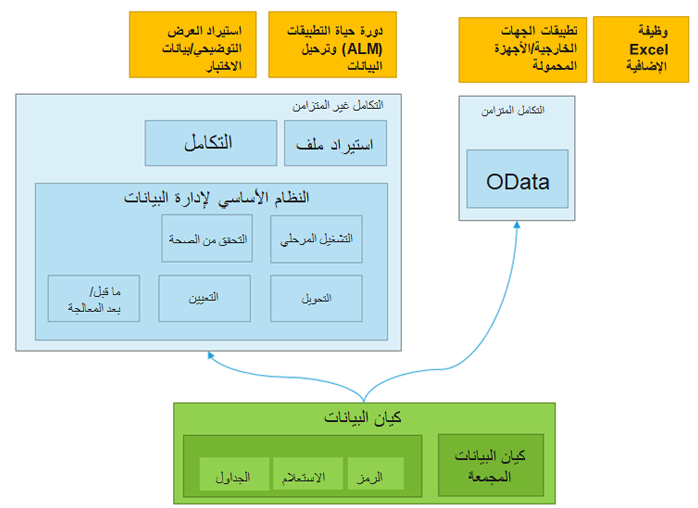 وظيفة
Excel
الإضافية
تطبيقات الجهات
الخارجية/الأجهزة
المحمولة
دورة حياة التطبيقات
(ALM) وترحيل
البيانات
استيراد العرض
التوضيحي/بيانات
الاختبار
التكامل المتزامن
OData
التكامل غير المتزامن
استيراد ملف
التكامل
النظام الأساسي لإدارة البيانات
التشغيل المرحلي
التحقق من الصحة
التحويل
التعيين
ما قبل/
بعد المعالجة
كيان البيانات
كيان البيانات
المجمعة
الرمز
الاستعلام
الجداول